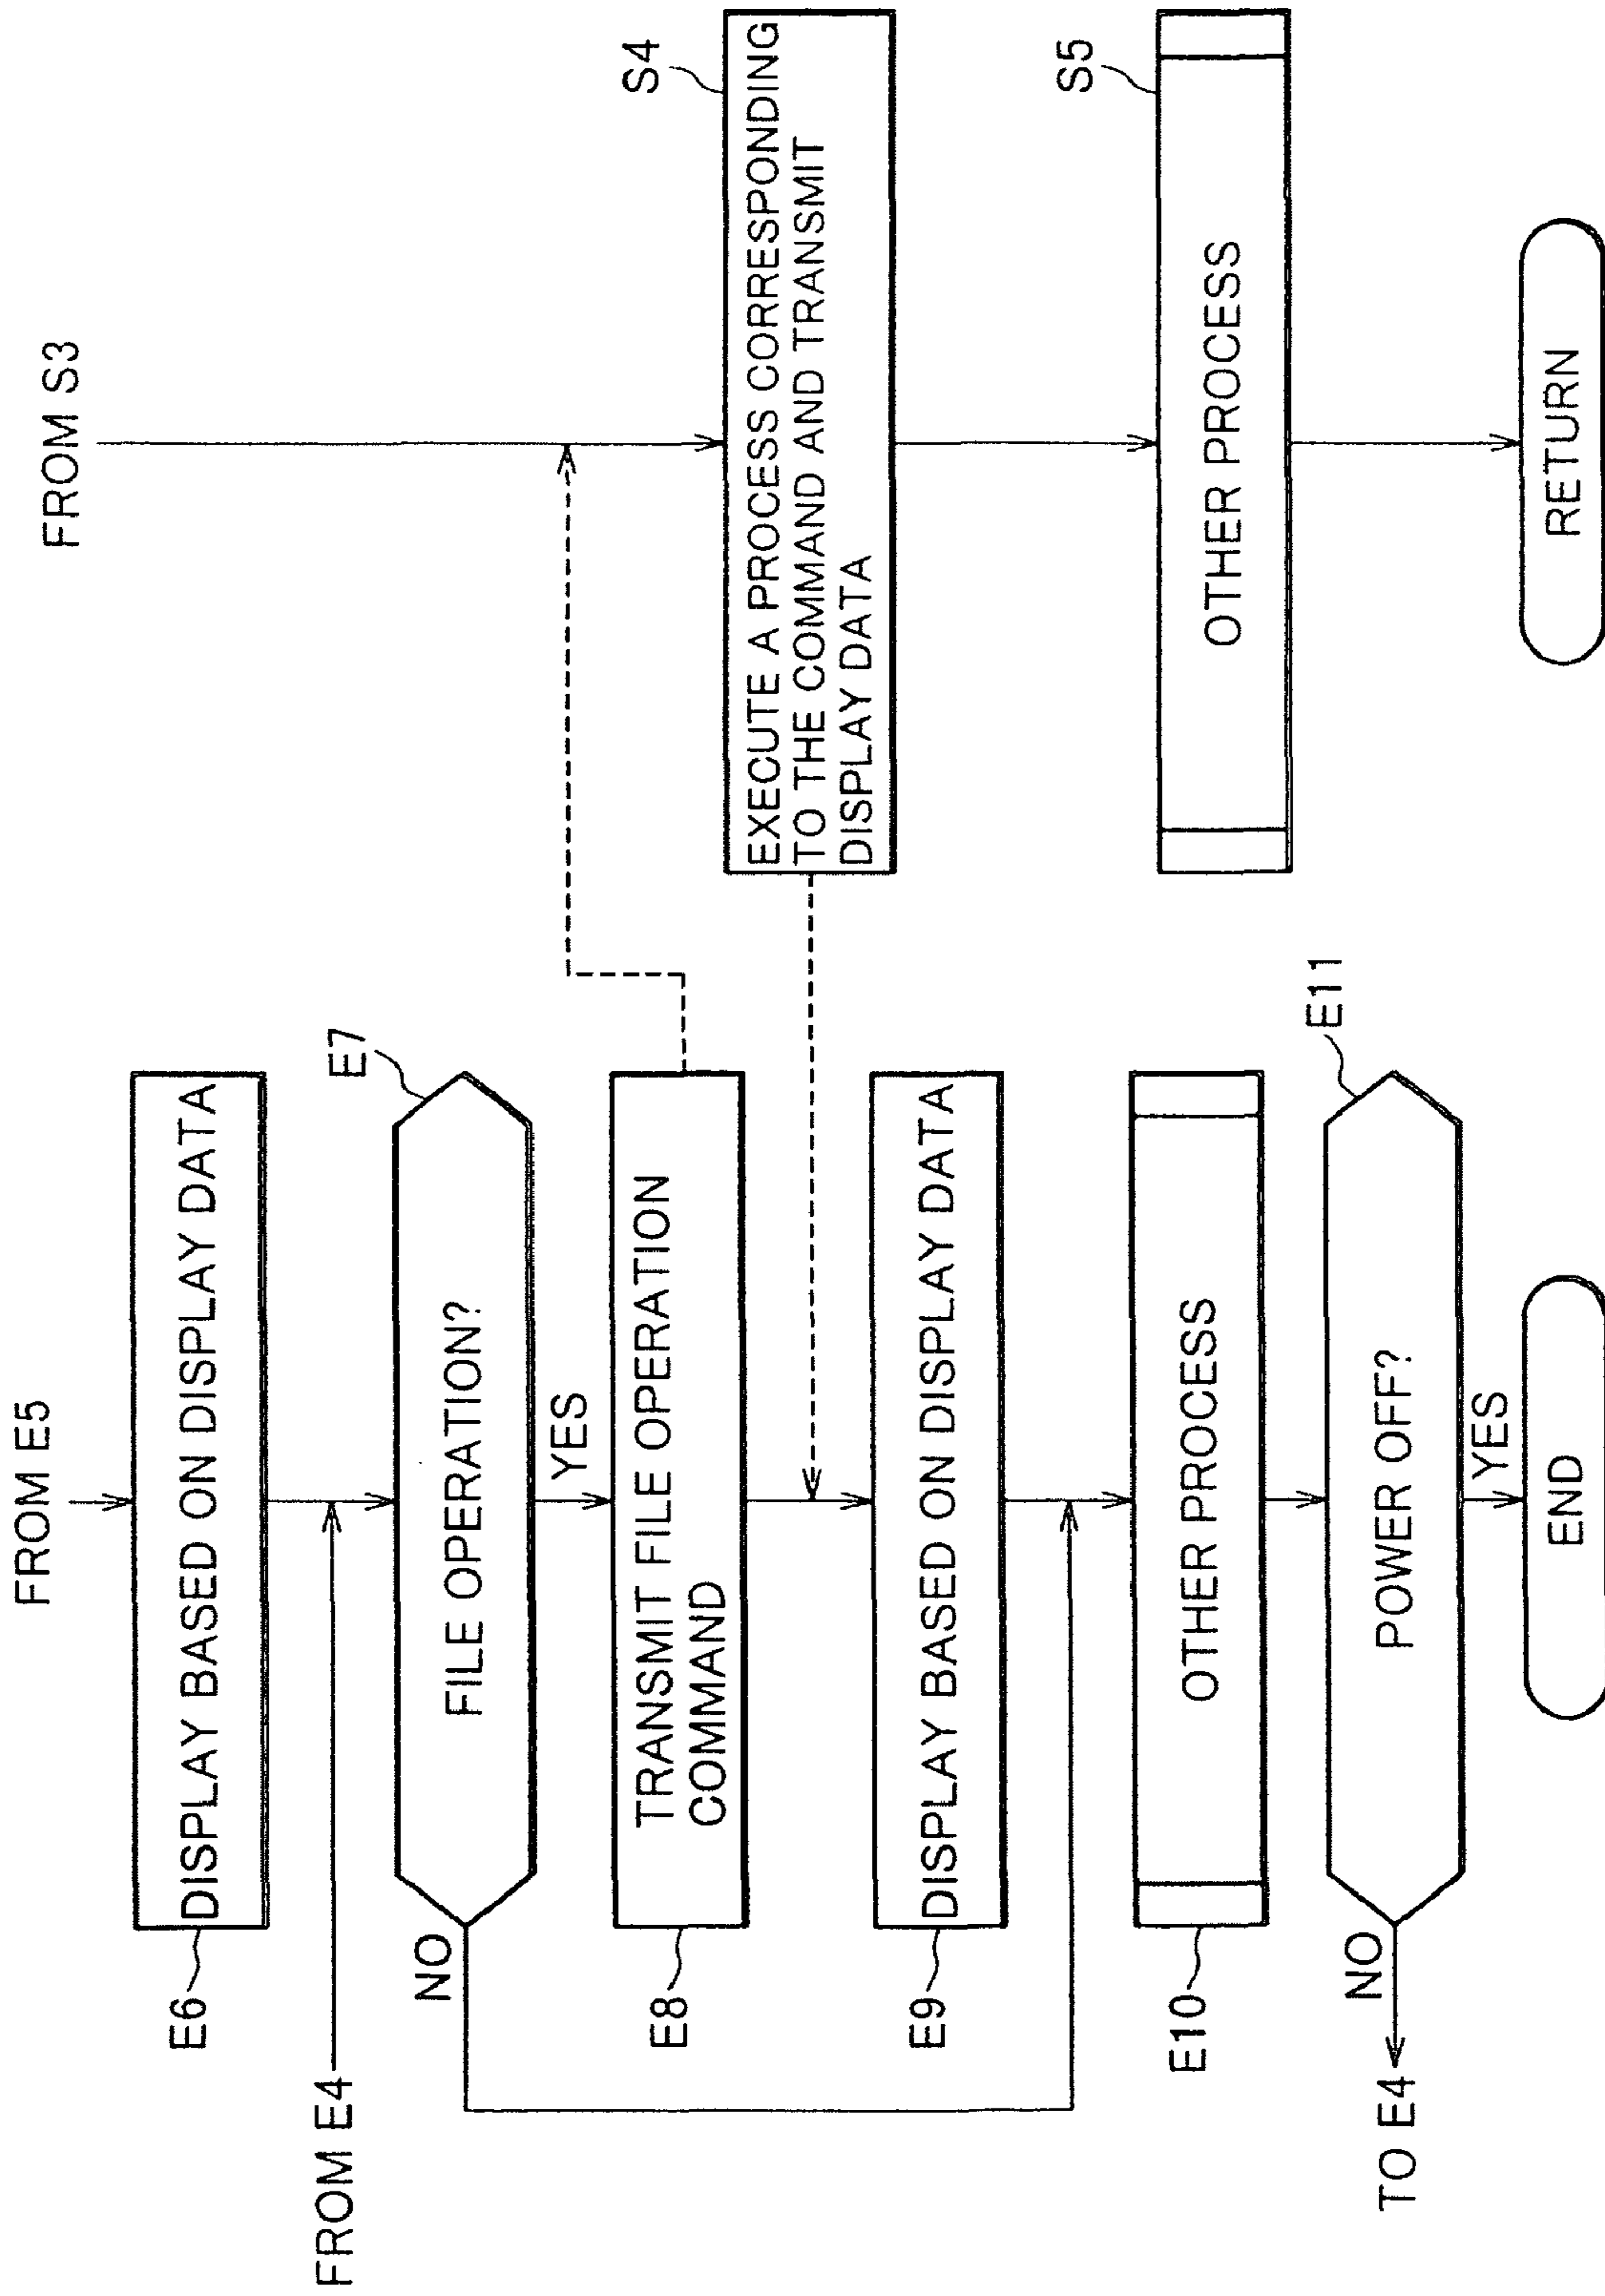 FROM E5
E6
DISPLAY BASED ON DISPLAY DATA
FROM E4
E7
FILE OPERATION?
NO
YES
E8
TRANSMIT FILE OPERATION
COMMAND
E9
DISPLAY BASED ON DISPLAY DATA
E10
OTHER PROCESS
E11
POWER OFF?
NO
TO E4
YES
END
FROM S3
S4
EXECUTE A PROCESS CORRESPONDING
TO THE COMMAND AND TRANSMIT
DISPLAY DATA
S5
OTHER PROCESS
RETURN